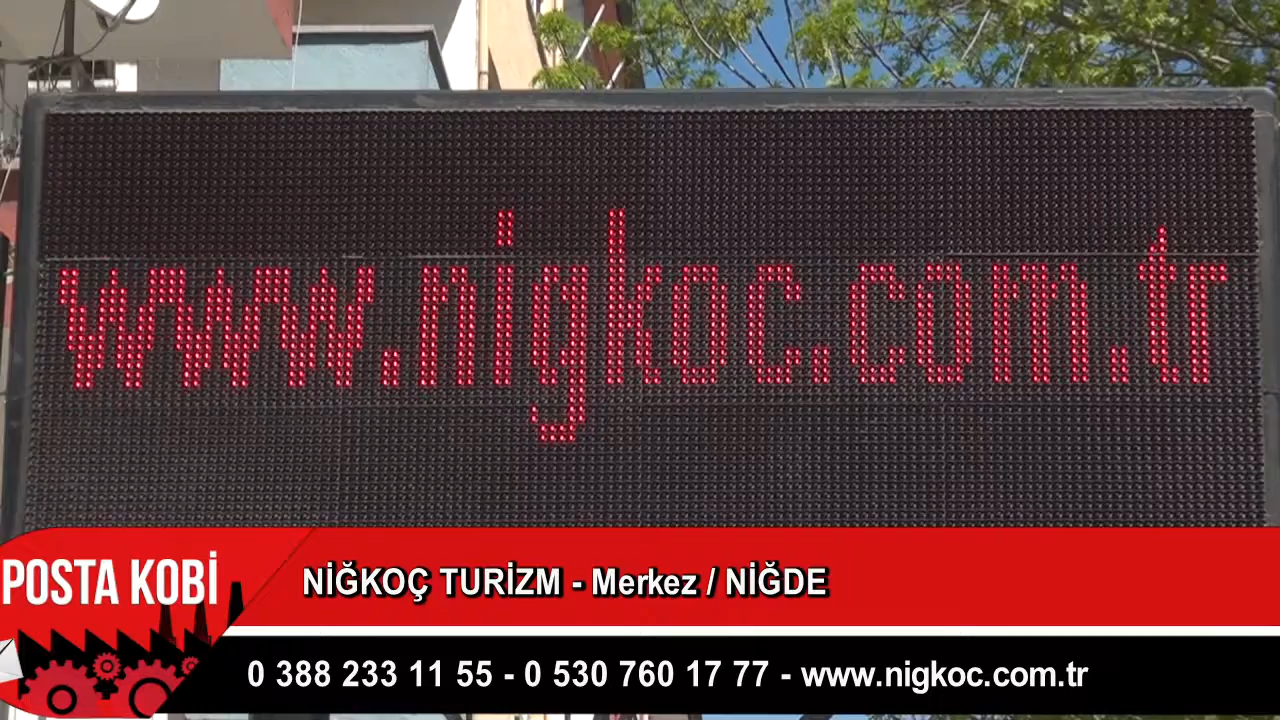 www.nigkoc.com.tr
POSTA KOBİ
NİĞKOÇ TURİZM - Merkez / NİĞDE
0 388 233 11 55 - 0 530 760 17 77 - www.nigkoc.com.tr